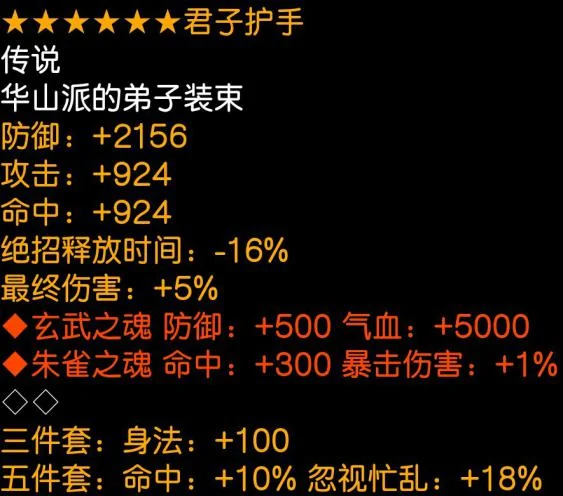 ★★★★★★君子护手
传说
华山派的弟子装束
防御：+2156
攻击：+924
命中：+924
绝招释放时间：-16%
最终伤害：+5%
◆玄武之魂 防御：+500 气血：+5000
◆朱雀之魂 命中：+300 暴击伤害：+1%
◇◇
三件套：身法：+100
五件套：命中：+10% 忽视忙乱：+18%